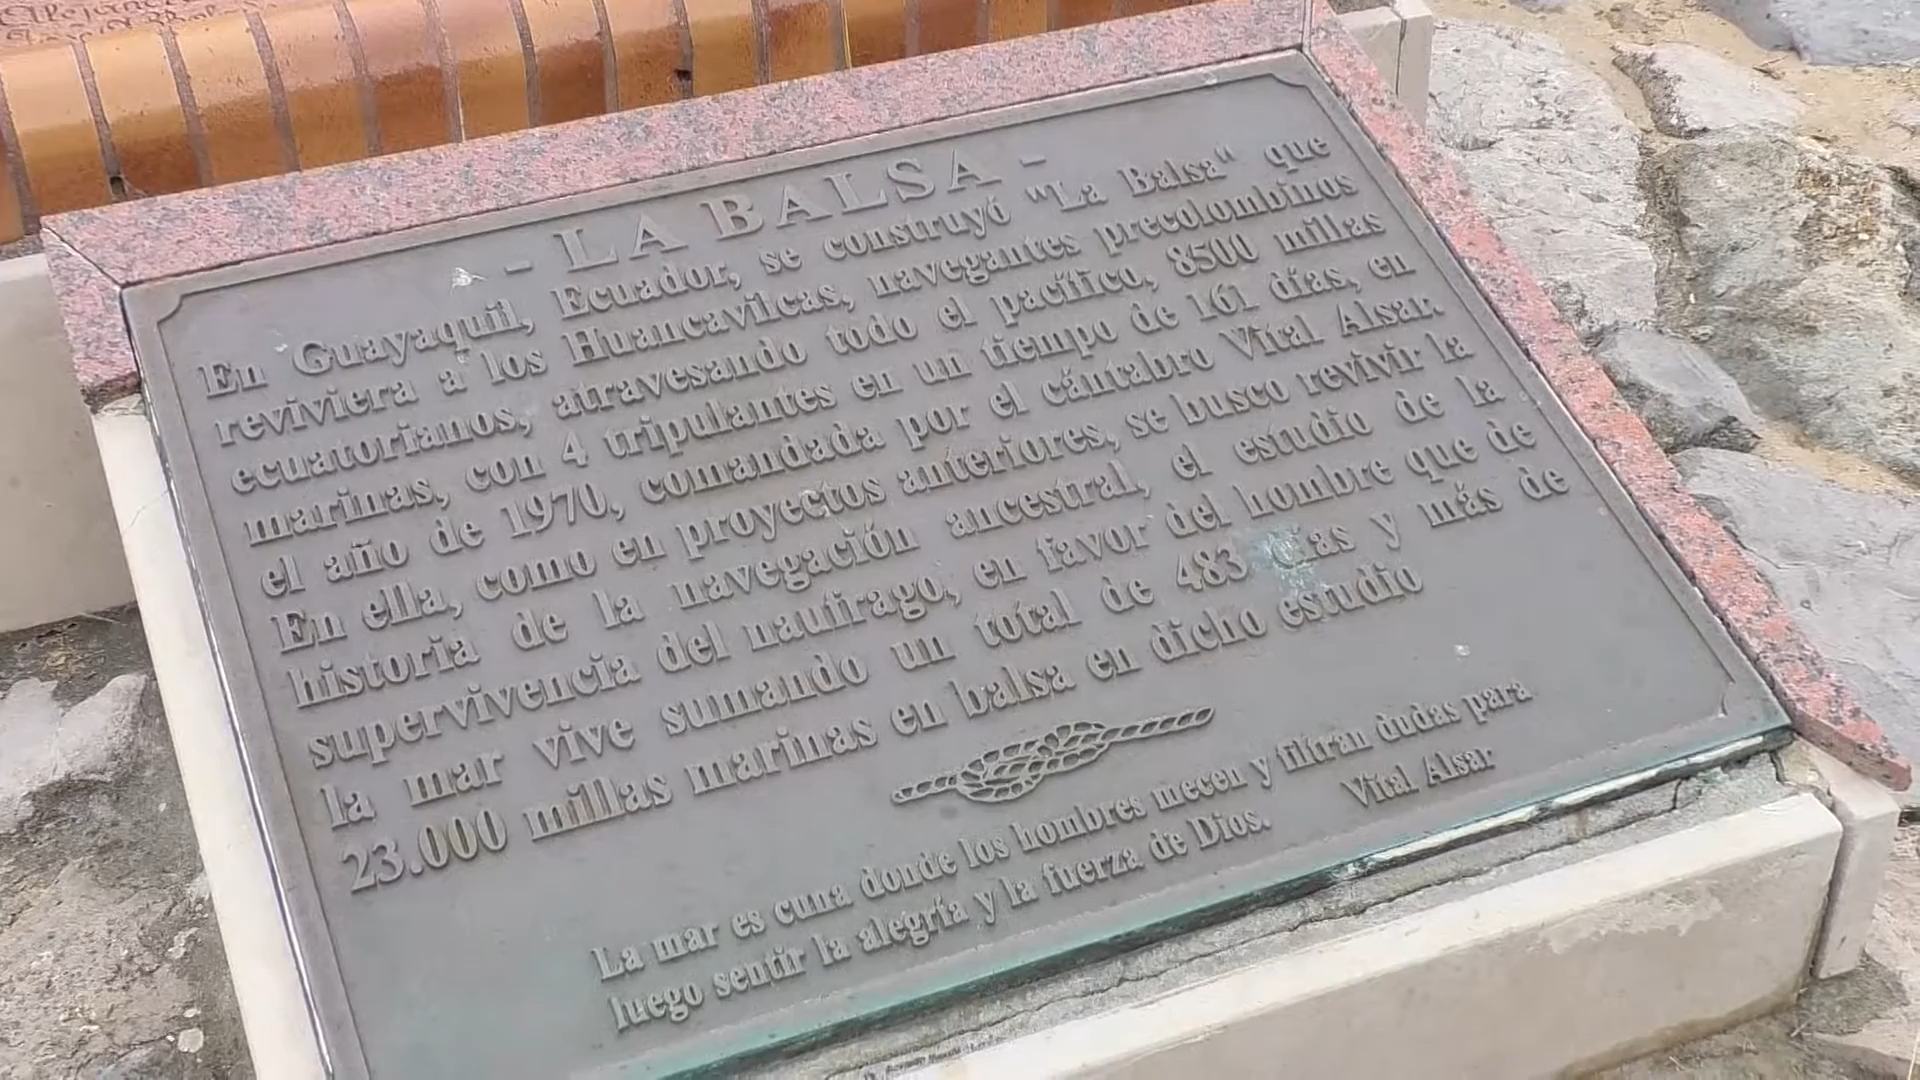 - LA BALSA -
En Guayaquil, Ecuador, se construyó "La Balsa" que
reviviera a los Huancavilcas, navegantes precolombinos
ecuatorianos, atravesando todo el pacífico, 8500 millas
marinas, con 4 tripulantes en un tiempo de 161 días, en
el año de 1970, comandada por el cántabro Vital Alsar.
En ella, como en proyectos anteriores, se busco revivir la
historia de la navegación ancestral, el estudio de la
supervivencia del naufrago, en favor del hombre que de
la mar vive sumando un total de 483 dias y más de
23.000 millas marinas en balsa en dicho estudio
La mar es cuna donde los hombres mecen y filtran dudas para
luego sentir la alegría y la fuerza de Dios.
Vital Alsar